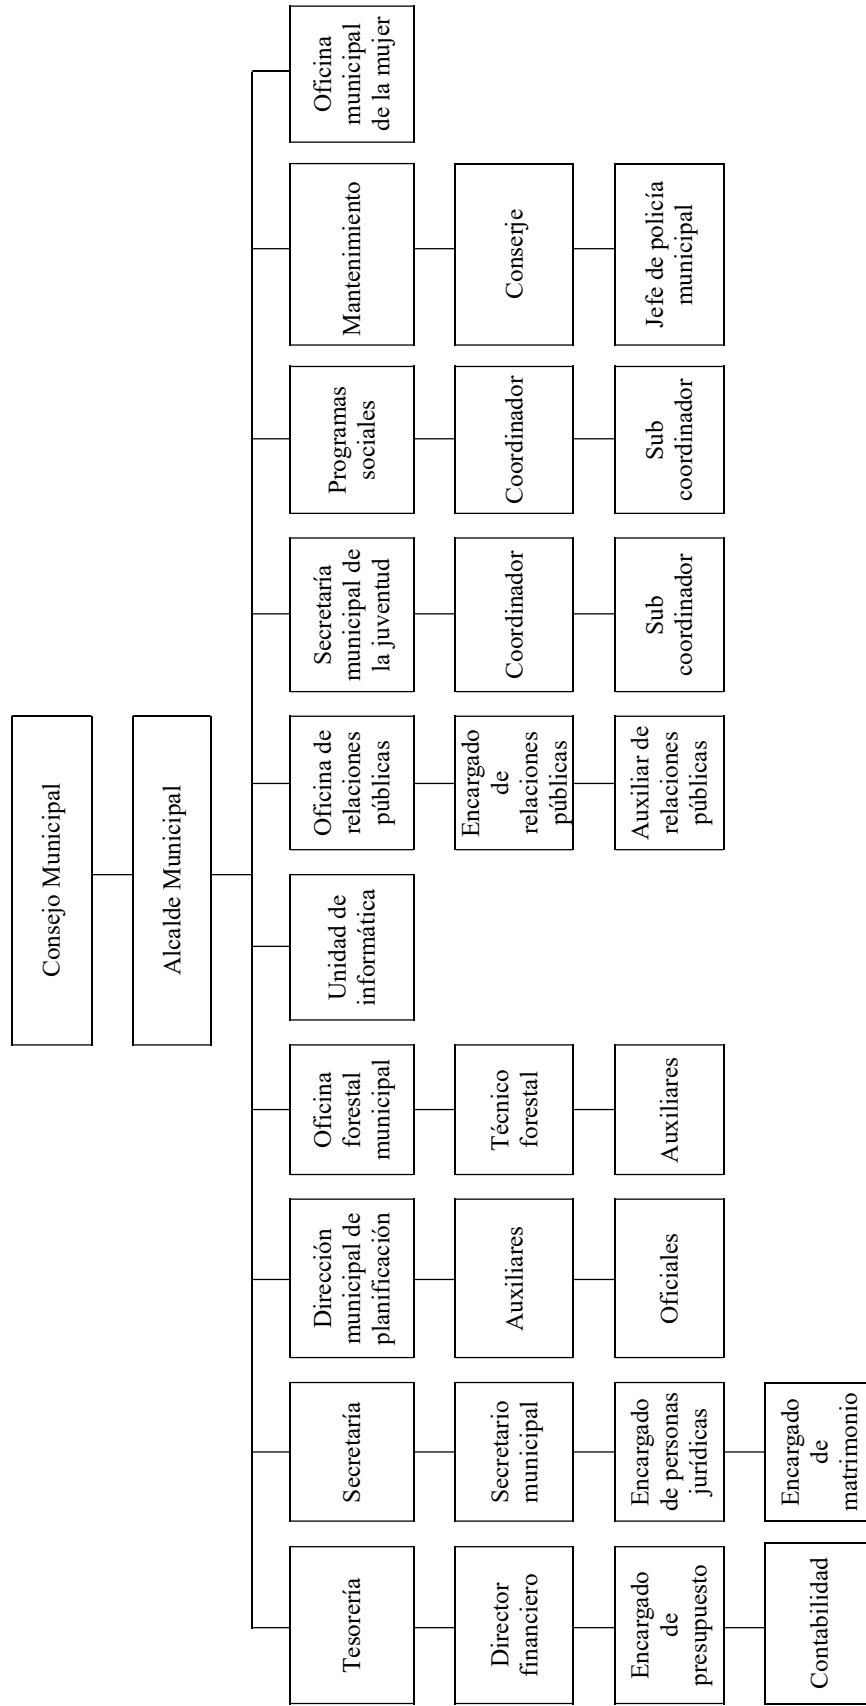 Consejo Municipal
Alcalde Municipal
Tesorería
Secretaría
Dirección
municipal de
planificación
Oficina
forestal
municipal
Unidad de
informática
Oficina de
relaciones
públicas
Secretaría
municipal de
la juventud
Programas
sociales
Mantenimiento
Oficina
municipal
de la mujer
Director
financiero
Secretario
municipal
Auxiliares
Técnico
forestal
Encargado
de
relaciones
públicas
Coordinador
Coordinador
Conserje
Encargado
de
presupuesto
Encargado
de personas
jurídicas
Oficiales
Auxiliares
Auxiliar de
relaciones
públicas
Sub
coordinador
Sub
coordinador
Jefe de policía
municipal
Contabilidad
Encargado
de
matrimonio